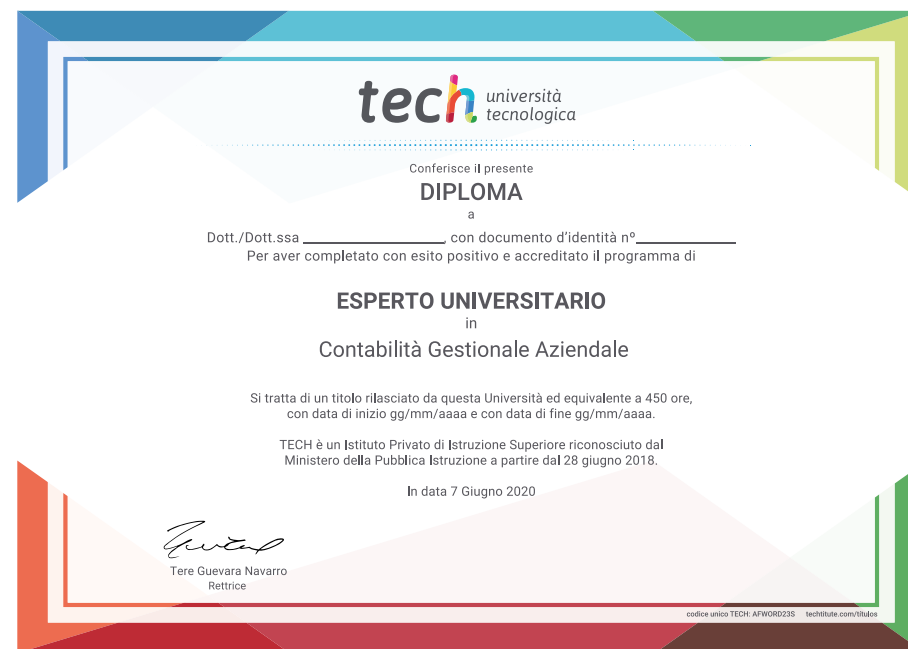 tech università
tecnologica
Conferisce il presente
DIPLOMA
a
Dott./Dott.ssa ____________________, con documento d'identità nº______________
Per aver completato con esito positivo e accreditato il programma di
ESPERTO UNIVERSITARIO
in
Contabilità Gestionale Aziendale
Si tratta di un titolo rilasciato da questa Università ed equivalente a 450 ore,
con data di inizio gg/mm/aaaa e con data di fine gg/mm/aaaa.
TECH è un Istituto Privato di Istruzione Superiore riconosciuto dal
Ministero della Pubblica Istruzione a partire dal 28 giugno 2018.
In data 7 Giugno 2020
Tere Guevara Navarro
Rettrice
codice unico TECH: AFWORD23S techtitute.com/titulos